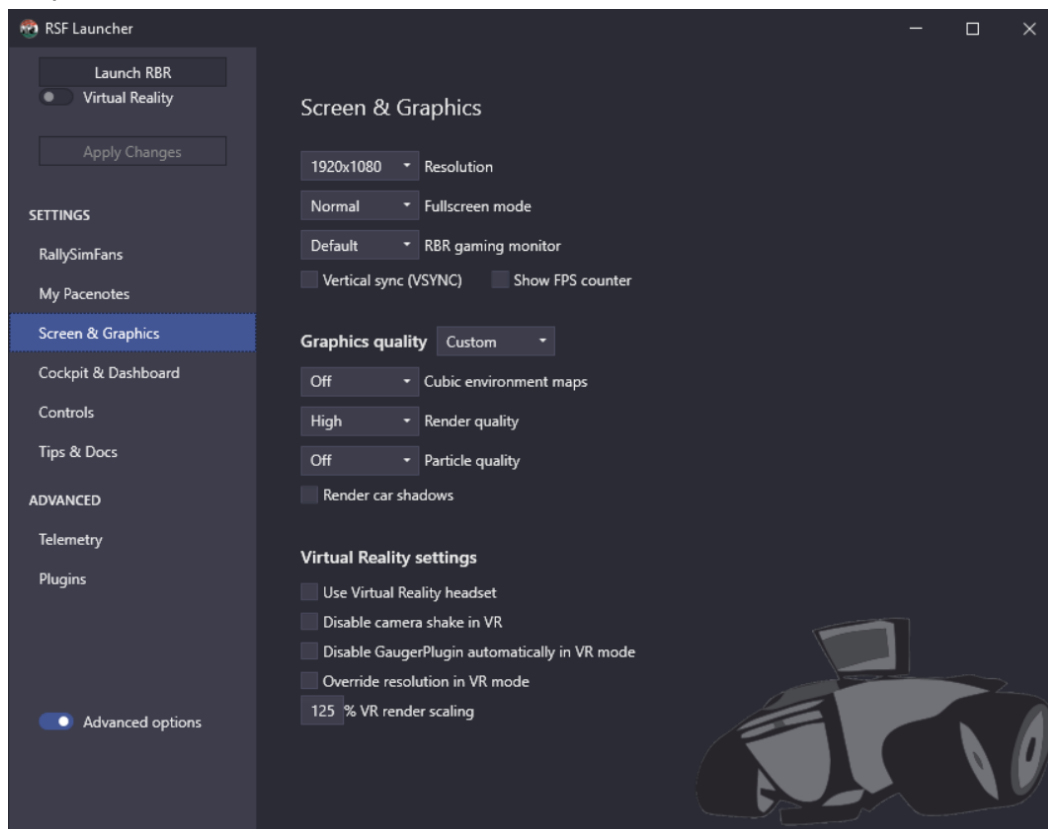 RSF Launcher
Launch RBR
Virtual Reality
Apply Changes
SETTINGS
RallySimFans
My Pacenotes
Screen & Graphics
Cockpit & Dashboard
Controls
Tips & Docs
ADVANCED
Telemetry
Plugins
Advanced options
Screen & Graphics
1920x1080 Resolution
Normal Fullscreen mode
Default RBR gaming monitor
Vertical sync (VSYNC) Show FPS counter
Graphics quality Custom
Off Cubic environment maps
High Render quality
Off Particle quality
Render car shadows
Virtual Reality settings
Use Virtual Reality headset
Disable camera shake in VR
Disable GaugerPlugin automatically in VR mode
Override resolution in VR mode
125 % VR render scaling